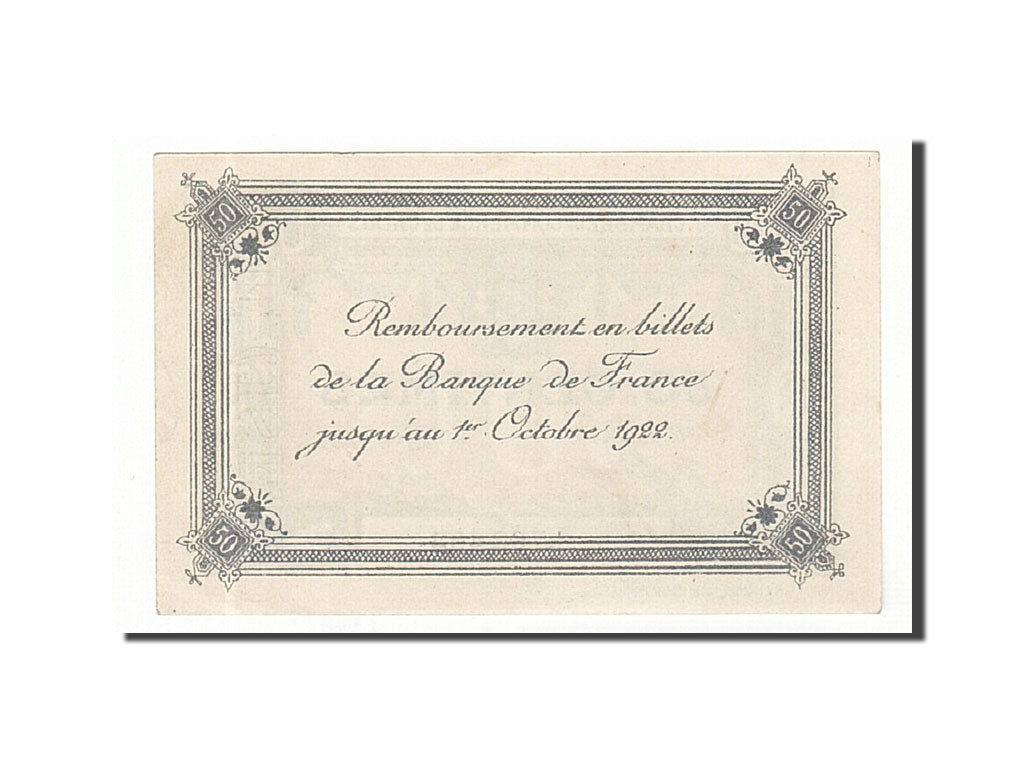 50 50
Remboursement en billets
de la Banque de France
jusqu'au 1er Octobre 1922.
50 50